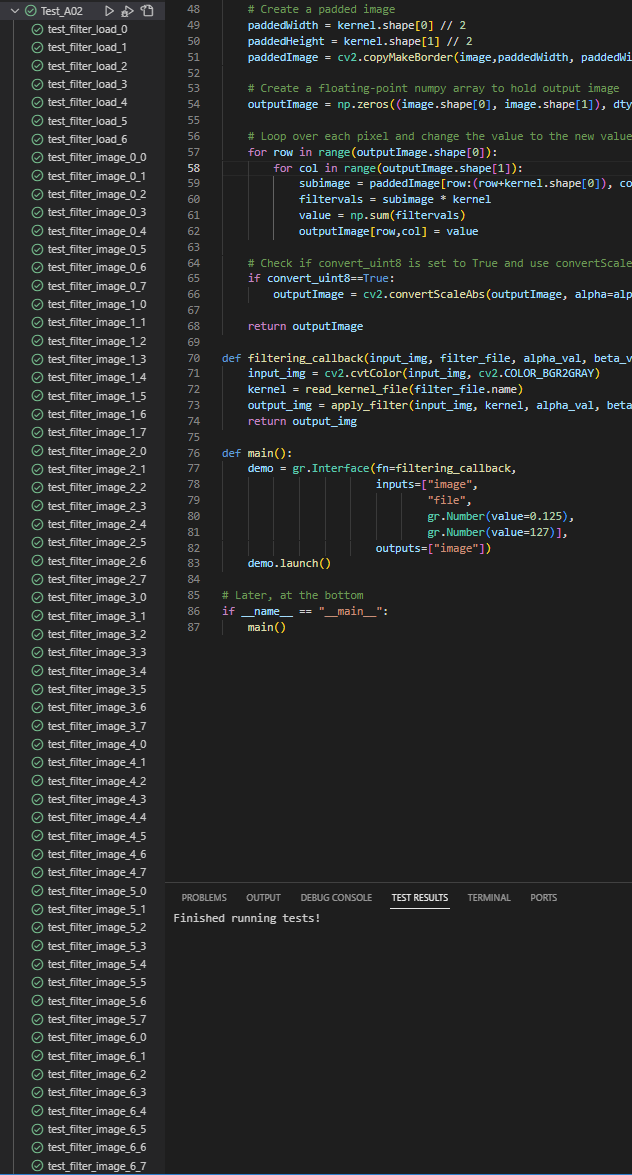 Test_A02
test_filter_load_0
test_filter_load_1
test_filter_load_2
test_filter_load_3
test_filter_load_4
test_filter_load_5
test_filter_load_6
test_filter_image_0_0
test_filter_image_0_1
test_filter_image_0_2
test_filter_image_0_3
test_filter_image_0_4
test_filter_image_0_5
test_filter_image_0_6
test_filter_image_0_7
test_filter_image_1_0
test_filter_image_1_1
test_filter_image_1_2
test_filter_image_1_3
test_filter_image_1_4
test_filter_image_1_5
test_filter_image_1_6
test_filter_image_1_7
test_filter_image_2_0
test_filter_image_2_1
test_filter_image_2_2
test_filter_image_2_3
test_filter_image_2_4
test_filter_image_2_5
test_filter_image_2_6
test_filter_image_2_7
test_filter_image_3_0
test_filter_image_3_1
test_filter_image_3_2
test_filter_image_3_3
test_filter_image_3_4
test_filter_image_3_5
test_filter_image_3_6
test_filter_image_3_7
test_filter_image_4_0
test_filter_image_4_1
test_filter_image_4_2
test_filter_image_4_3
test_filter_image_4_4
test_filter_image_4_5
test_filter_image_4_6
test_filter_image_4_7
test_filter_image_5_0
test_filter_image_5_1
test_filter_image_5_2
test_filter_image_5_3
test_filter_image_5_4
test_filter_image_5_5
test_filter_image_5_6
test_filter_image_5_7
test_filter_image_6_0
test_filter_image_6_1
test_filter_image_6_2
test_filter_image_6_3
test_filter_image_6_4
test_filter_image_6_5
test_filter_image_6_6
test_filter_image_6_7
48 # Create a padded image
49 paddedWidth = kernel.shape[0] // 2
50 paddedHeight = kernel.shape[1] // 2
51 paddedImage = cv2.copyMakeBorder(image,paddedWidth, paddedWi
52
53 # Create a floating-point numpy array to hold output image
54 outputImage = np.zeros((image.shape[0], image.shape[1]), dty
55
56 # Loop over each pixel and change the value to the new value
57 for row in range(outputImage.shape[0]):
58 for col in range(outputImage.shape[1]):
59 subimage = paddedImage[row:(row+kernel.shape[0]), co
60 filtervals = subimage * kernel
61 value = np.sum(filtervals)
62 outputImage[row,col] = value
63
64 # Check if convert_uint8 is set to True and use convertScale
65 if convert_uint8==True:
66 outputImage = cv2.convertScaleAbs(outputImage, alpha=alp
67
68 return outputImage
69
70 def filtering_callback(input_img, filter_file, alpha_val, beta_v
71 input_img = cv2.cvtColor(input_img, cv2.COLOR_BGR2GRAY)
72 kernel = read_kernel_file(filter_file.name)
73 output_img = apply_filter(input_img, kernel, alpha_val, beta
74 return output_img
75
76 def main():
77 demo = gr.Interface(fn=filtering_callback,
78 inputs=["image",
79 "file",
80 gr.Number(value=0.125),
81 gr.Number(value=127)],
82 outputs=["image"])
83 demo.launch()
84
85 # Later, at the bottom
86 if __name__ == "__main__":
87 main()
PROBLEMS OUTPUT DEBUG CONSOLE TEST RESULTS TERMINAL PORTS
Finished running tests!